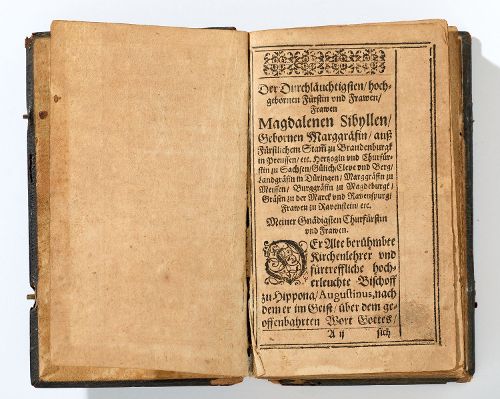 Der Durchläuchtigsten/hoch-
gebornen Fürstin vnd Frawen/
Frawen
Magdalenen Sibyllen/
Gebornen Marggräfin/auß
Fürstlichem Stam̃ zu Brandenburgk
in Preussen/etc. Hertzogin vnd Churfür-
stin zu Sachsen/Gülich/Cleve vnd Berg/
Landgräfin in Düringen/Marggräfin zu
Meissen/Burggräfin zu Magdeburgk/
Gräfin zu der Marck vnd Ravenspurg/
Frawen zu Ravenstein/etc.
Meiner Gnädigsten Churfürstin
vnd Frawen.
DEr Alte berühmbte
Kirchenlehrer vnd
fürtreffliche hoch-
erleuchte Bischoff
zu Hippona/Augustinus,nach
dem er im Geist/über dem ge-
offenbahrten Wort Gottes/
A ij sich